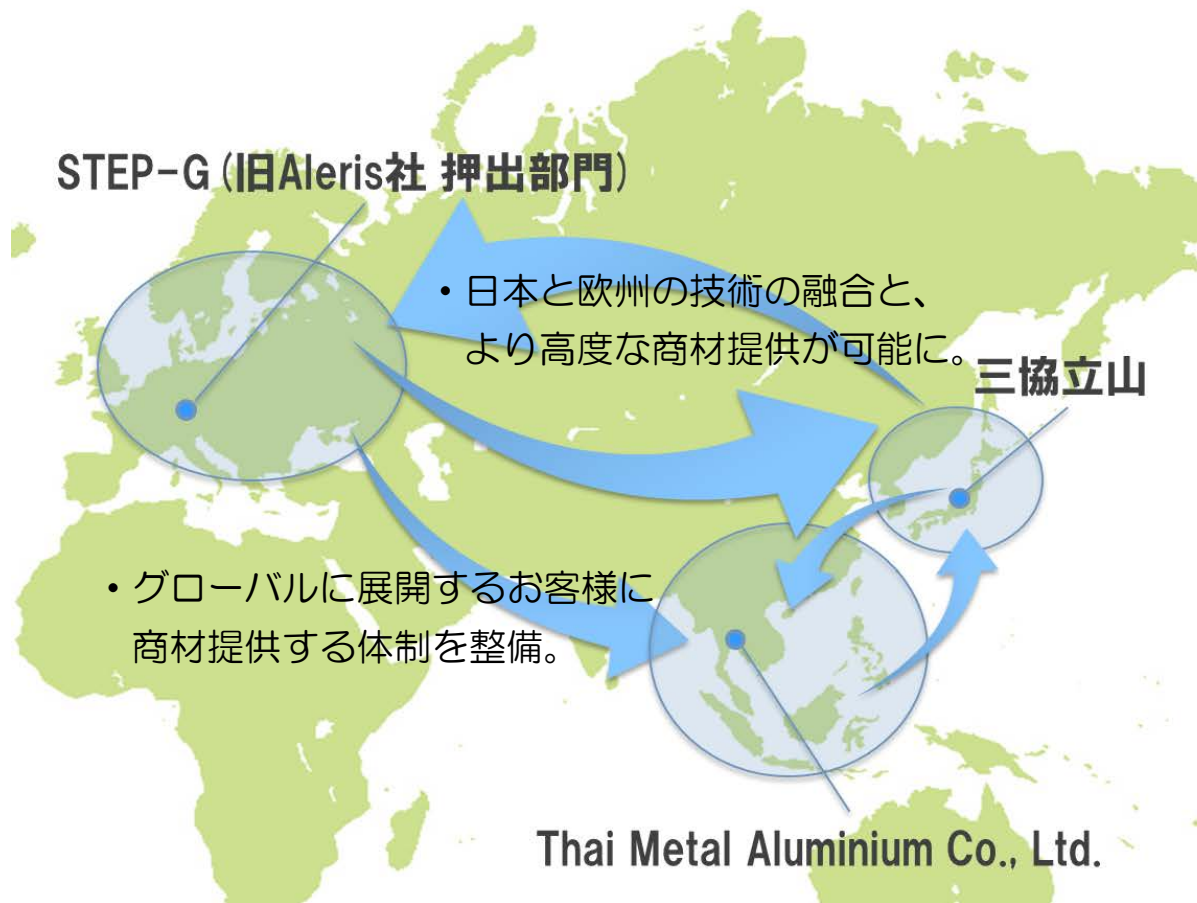 STEP-G(旧Aleris社 押出部門)
・日本と欧州の技術の融合と、
より高度な商材提供が可能に。
三協立山
・グローバルに展開するお客様に
商材提供する体制を整備。
Thai Metal Aluminium Co., Ltd.